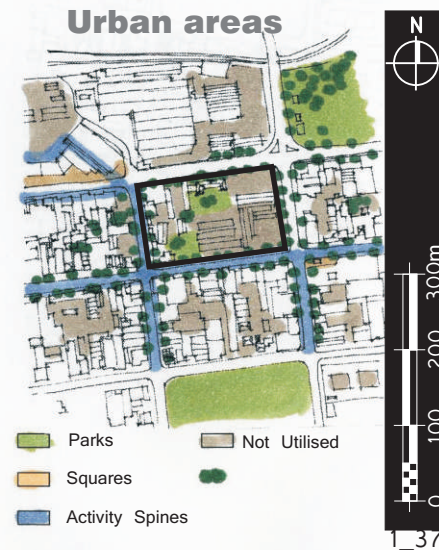 Urban areas
N
300m
200
100
0
Parks
Not Utilised
Squares
Activity Spines
1_37